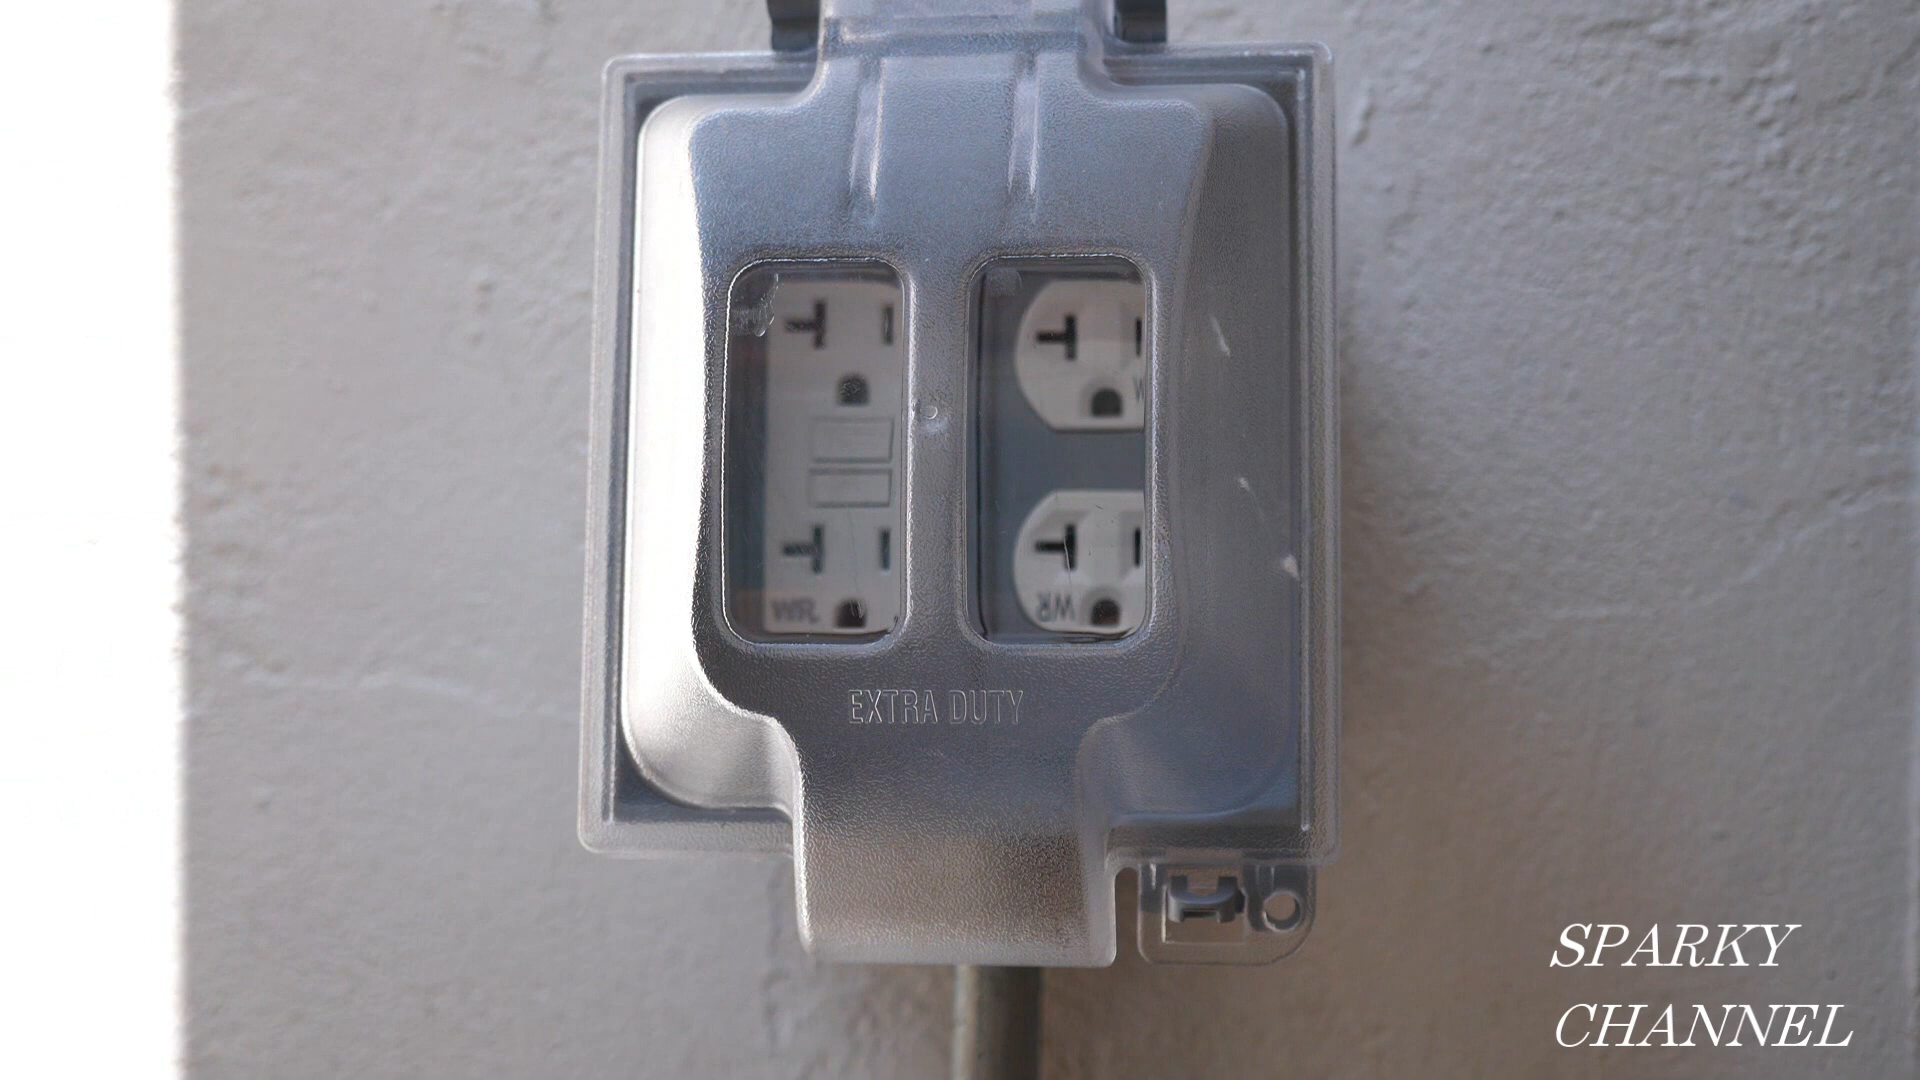 WR
WR
EXTRA DUTY
SPARKY
CHANNEL